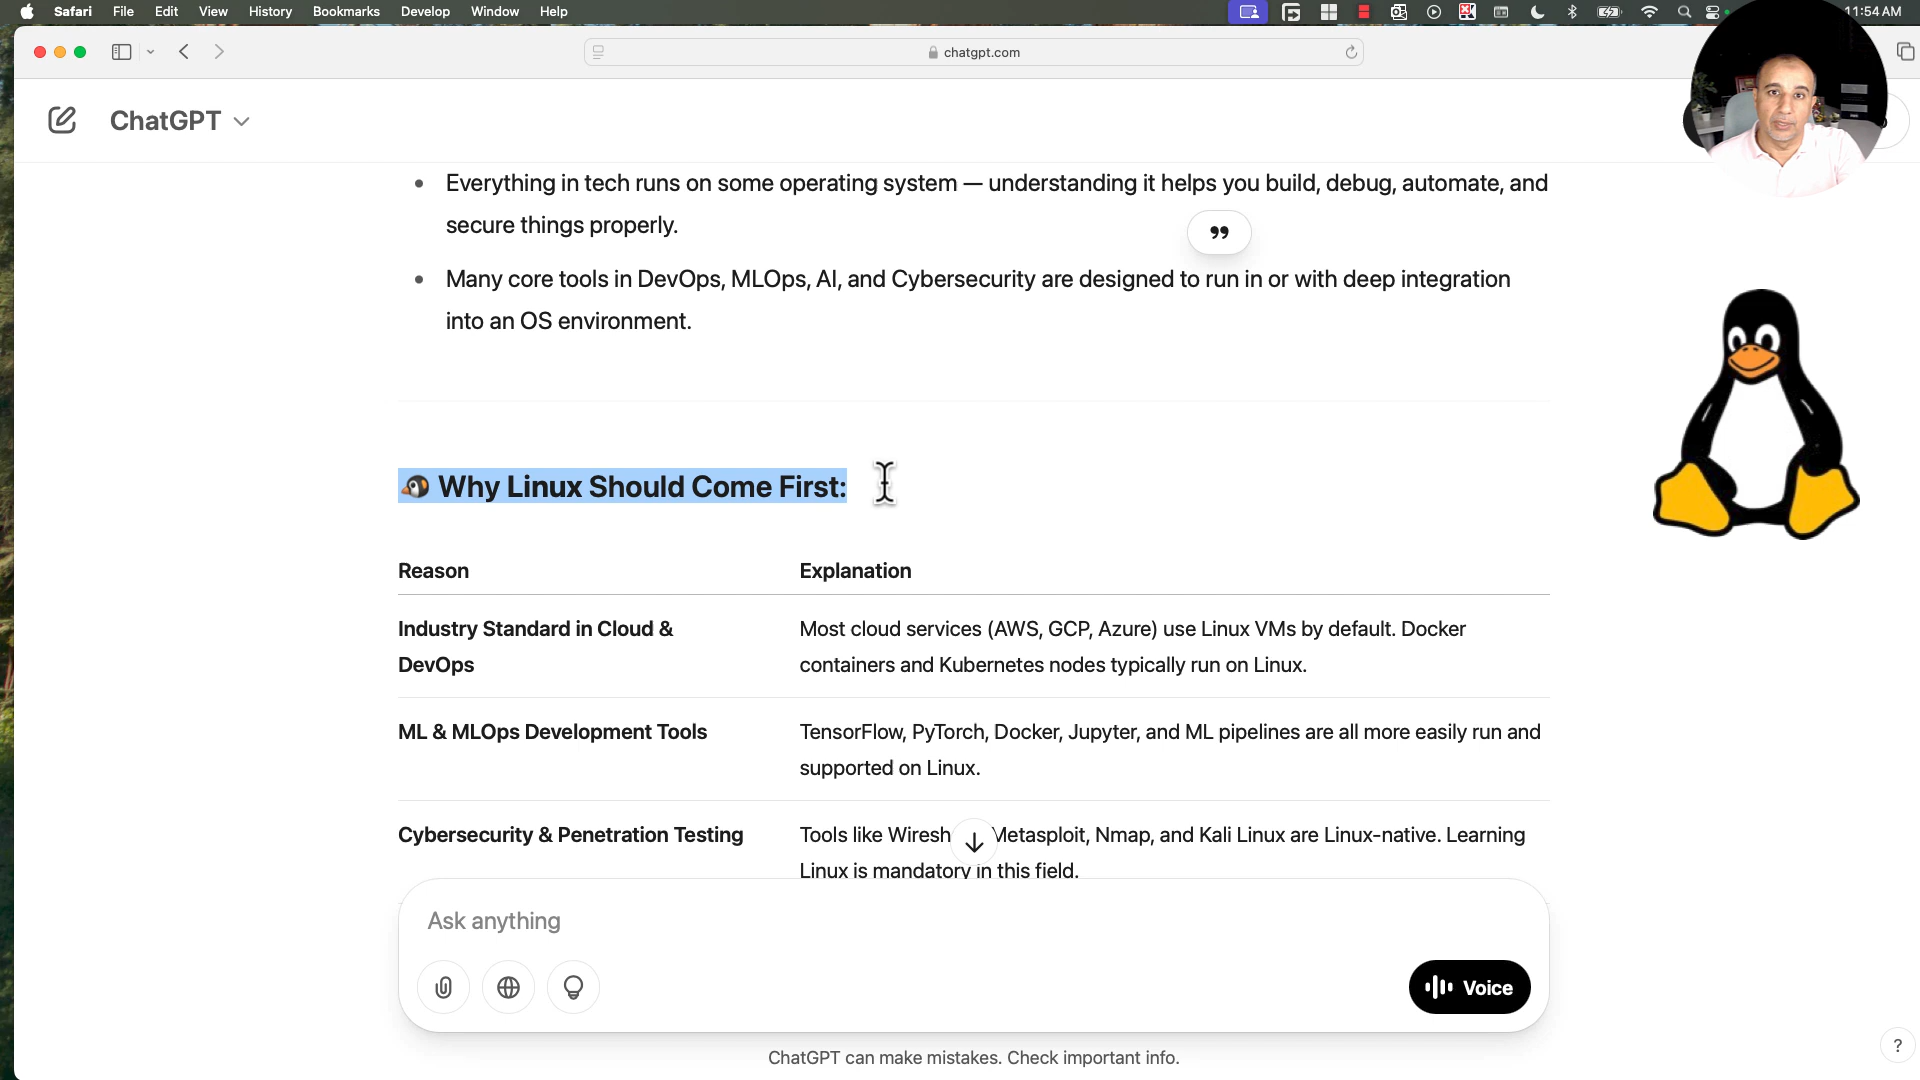 Safari File Edit View History Bookmarks Develop Window Help
11:54 AM
chatgpt.com
ChatGPT
• Everything in tech runs on some operating system — understanding it helps you build, debug, automate, and
secure things properly.
• Many core tools in DevOps, MLOps, AI, and Cybersecurity are designed to run in or with deep integration
into an OS environment.
🐧 Why Linux Should Come First:
Reason Explanation
Industry Standard in Cloud &
DevOps
Most cloud services (AWS, GCP, Azure) use Linux VMs by default. Docker
containers and Kubernetes nodes typically run on Linux.
ML & MLOps Development Tools
TensorFlow, PyTorch, Docker, Jupyter, and ML pipelines are all more easily run and
supported on Linux.
Cybersecurity & Penetration Testing
Tools like Wiresh Metasploit, Nmap, and Kali Linux are Linux-native. Learning
Linux is mandatory in this field.
Ask anything
Voice
ChatGPT can make mistakes. Check important info.
?